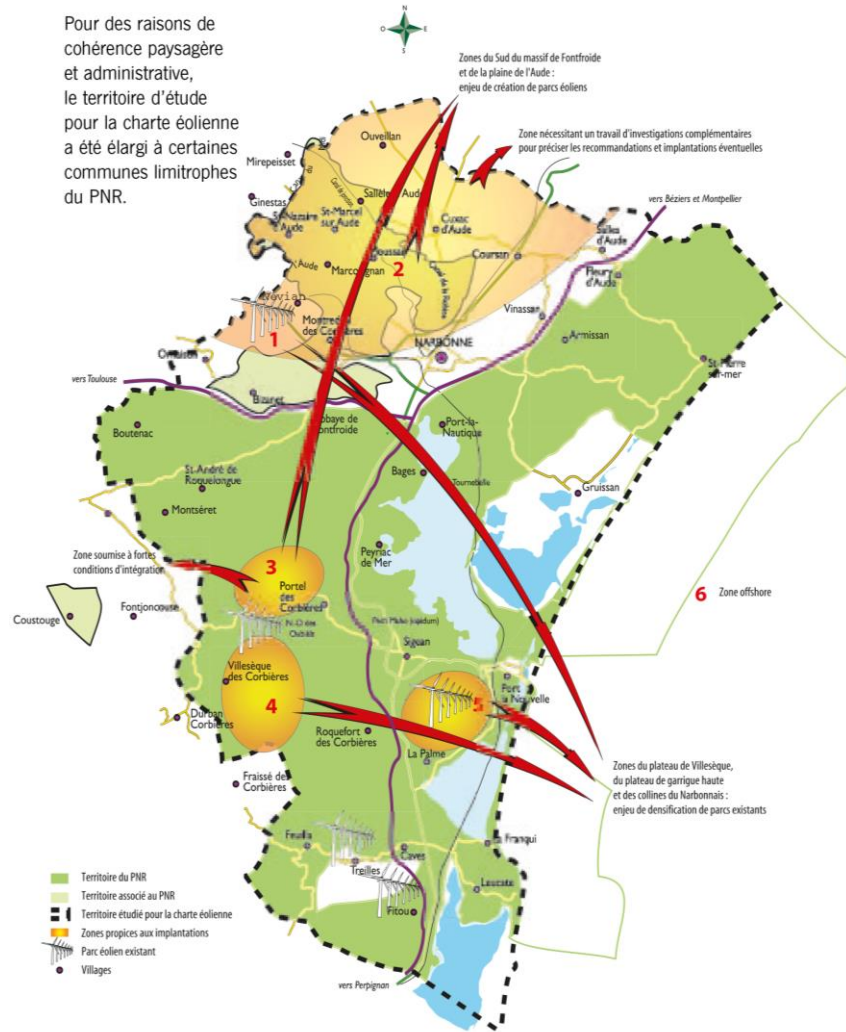 Pour des raisons de
cohérence paysagère
et administrative,
le territoire d'étude
pour la charte éolienne
a été élargi à certaines
communes limitrophes
du PNR.
N
O
E
S
Zones du Sud du massif de Fontfroide
et de la plaine de l'Aude :
enjeu de création de parcs éoliens
Zone nécessitant un travail d'investigations complémentaires
pour préciser les recommandations et implantations éventuelles
vers Béziers et Montpellier
Ouveillan
Mirepeisset
Ginestas
St-Nazaire
d'Aude
St-Marcel
sur Aude
Cuxac
d'Aude
Salles
d'Aude
Coursan
Fleury
d'Aude
2
Aude
Névian
1
Montredon
des Corbières
Vinassan
NARBONNE
Armissan
St-Pierre
sur-mer
vers Toulouse
Bizanet
Boutenac
Port-la-
Nautique
Bages
Tournebelle
Gruissan
St-André de
Roquelongue
Montséret
Peyriac
de Mer
Zone soumise à fortes
conditions d'intégration
3
Portel
des Corbières
Coustouge
Fontjoncouse
6 Zone offshore
Sigean
Villesèque
des Corbières
4
5
Port
la Nouvelle
Durban
Corbières
Roquefort
des Corbières
La Palme
Fraissé des
Corbières
Zones du plateau de Villesèque,
du plateau de garrigue haute
et des collines du Narbonnais :
enjeu de densification de parcs existants
Feuilla
Treilles
Caves
La Franqui
Leucate
Fitou
vers Perpignan
Territoire du PNR
Territoire associé au PNR
Territoire étudié pour la charte éolienne
Zones propices aux implantations
Parc éolien existant
Villages